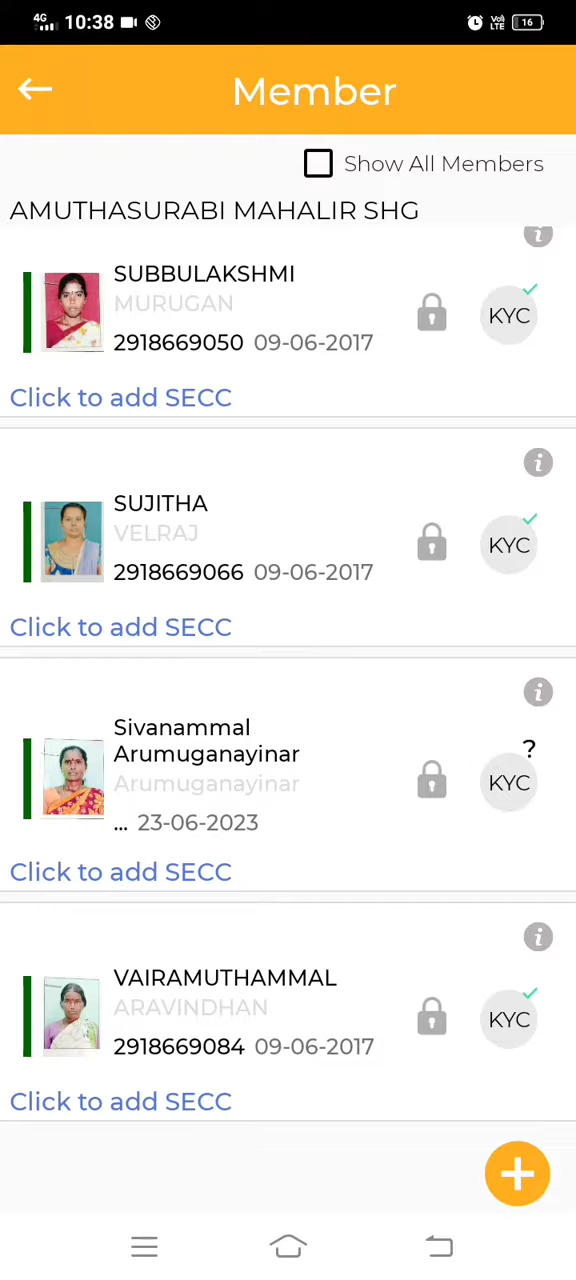 4G 10:38 Vo) LTE 16
Member
Show All Members
AMUTHASURABI MAHALIR SHG
i
SUBBULAKSHMI
MURUGAN
KYC
2918669050 09-06-2017
Click to add SECC
i
SUJITHA
VELRAJ
KYC
2918669066 09-06-2017
Click to add SECC
i
Sivanammal
?
Arumuganayinar
Arumuganayinar
KYC
... 23-06-2023
Click to add SECC
i
VAIRAMUTHAMMAL
ARAVINDHAN
KYC
2918669084 09-06-2017
Click to add SECC